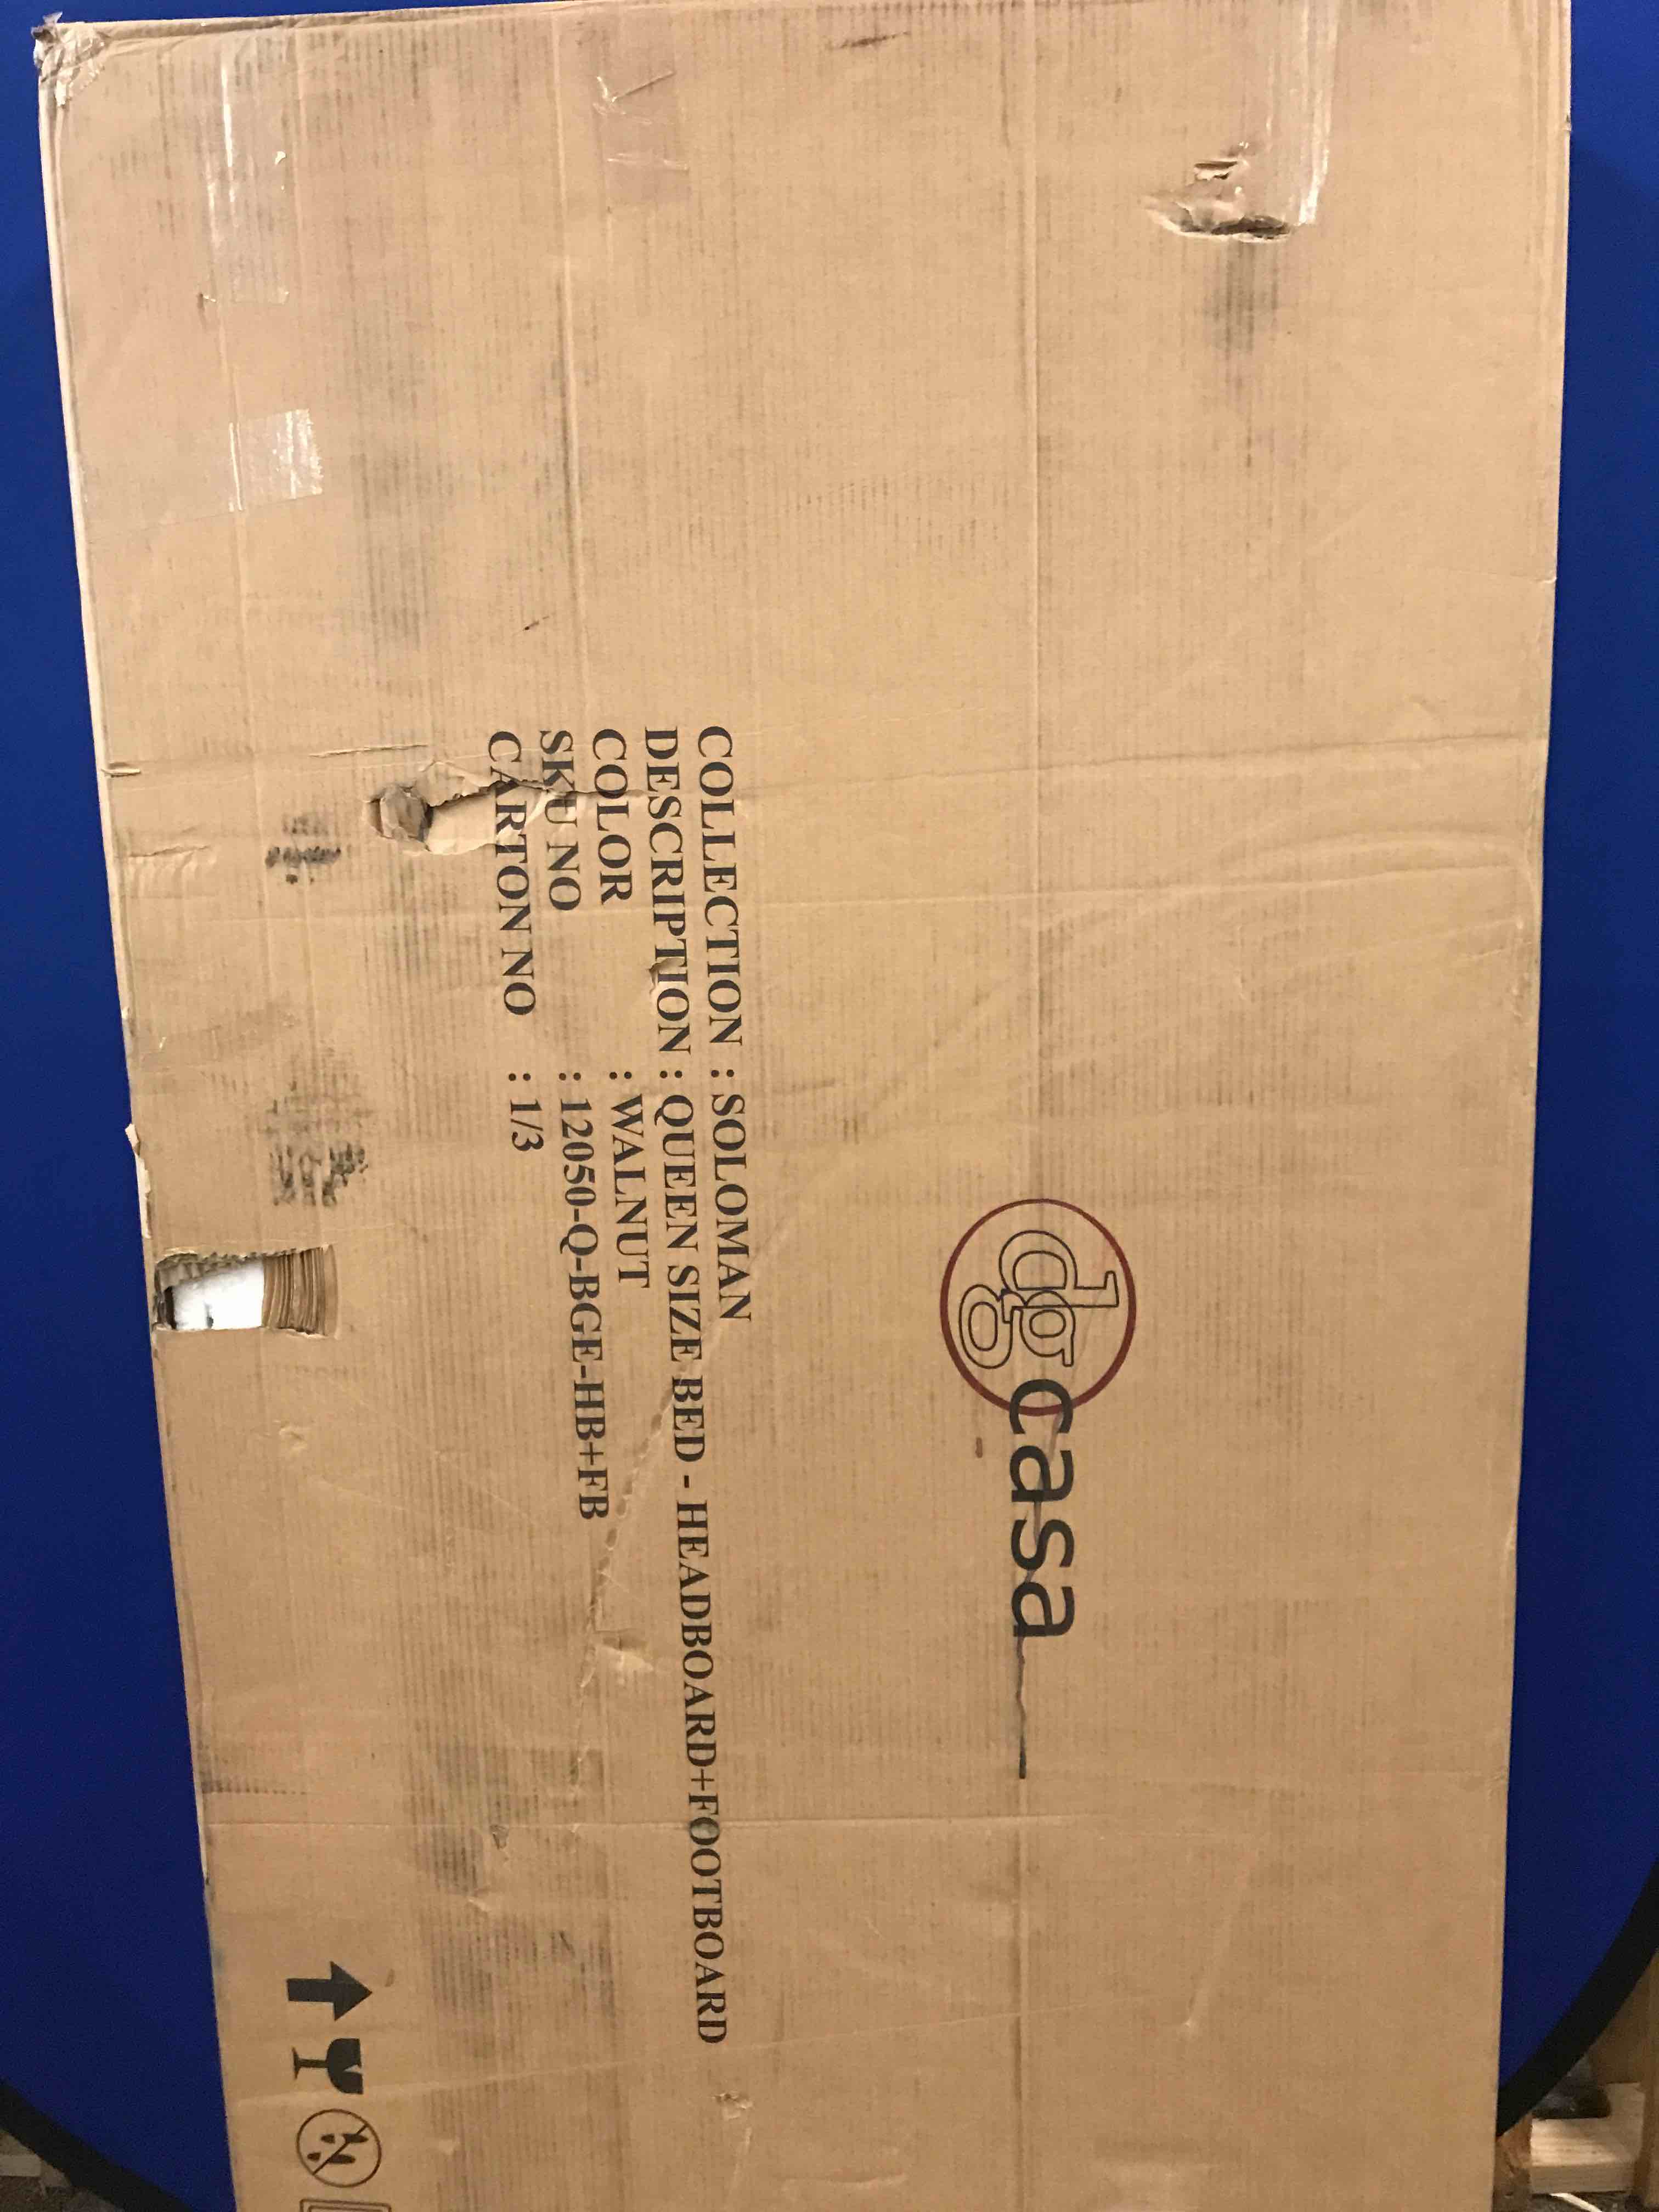 dg casa
COLLECTION : SOLOMAN
DESCRIPTION : QUEEN SIZE BED - HEADBOARD+FOOTBOARD
COLOR : WALNUT
SKU NO : 12050-Q-BGE-HB+FB
CARTON NO : 1/3